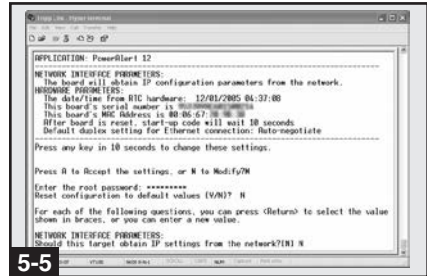 APPLICATION: PowerAlert 12
NETWORK INTERFACE PARAMETERS:
The board will obtain IP configuration parameters from the network.
HARDWARE PARAMETERS:
The date/time from RTC hardware: 12/01/2005 04:37:08
This board's serial number is
This board's MAC Address is 00:06:67:
After board is reset, start-up code will wait 10 seconds
Default duplex setting for Ethernet connection: Auto-negotiate
Press any key in 10 seconds to change these settings.
Press A to Accept the settings, or M to Modify?M
Enter the root password: *********
Reset configuration to default values (Y/N)? N
For each of the following questions, you can press <Return> to select the value
shown in braces, or you can enter a new value.
NETWORK INTERFACE PARAMETERS:
Should this target obtain IP settings from the network?[N] N
5-5